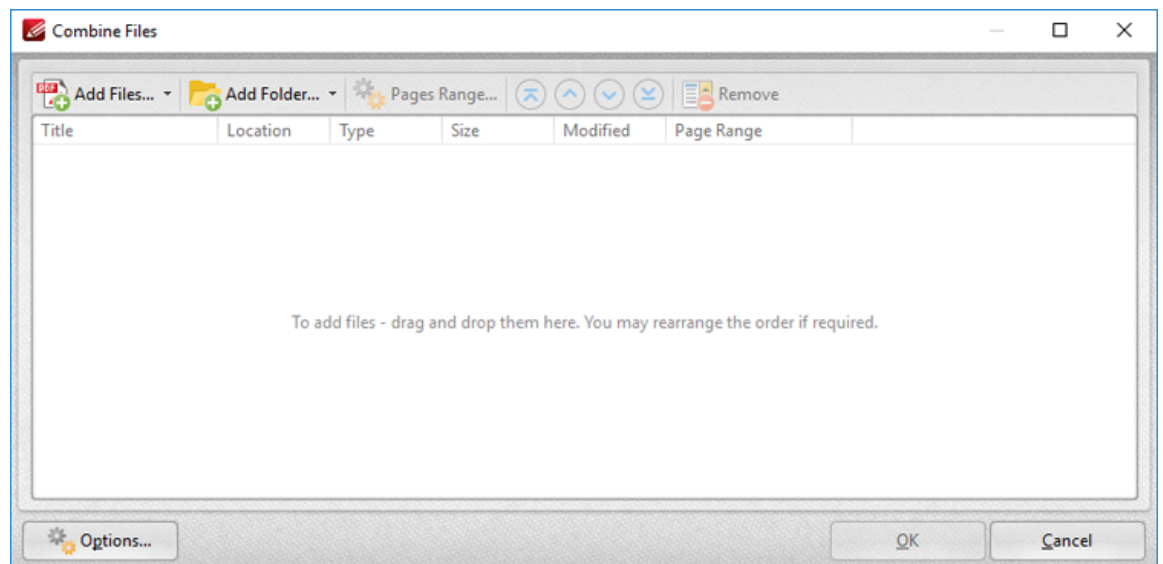 Combine Files
PDF Add Files... Add Folder... Pages Range... Remove
Title Location Type Size Modified Page Range
To add files - drag and drop them here. You may rearrange the order if required.
Options... OK Cancel